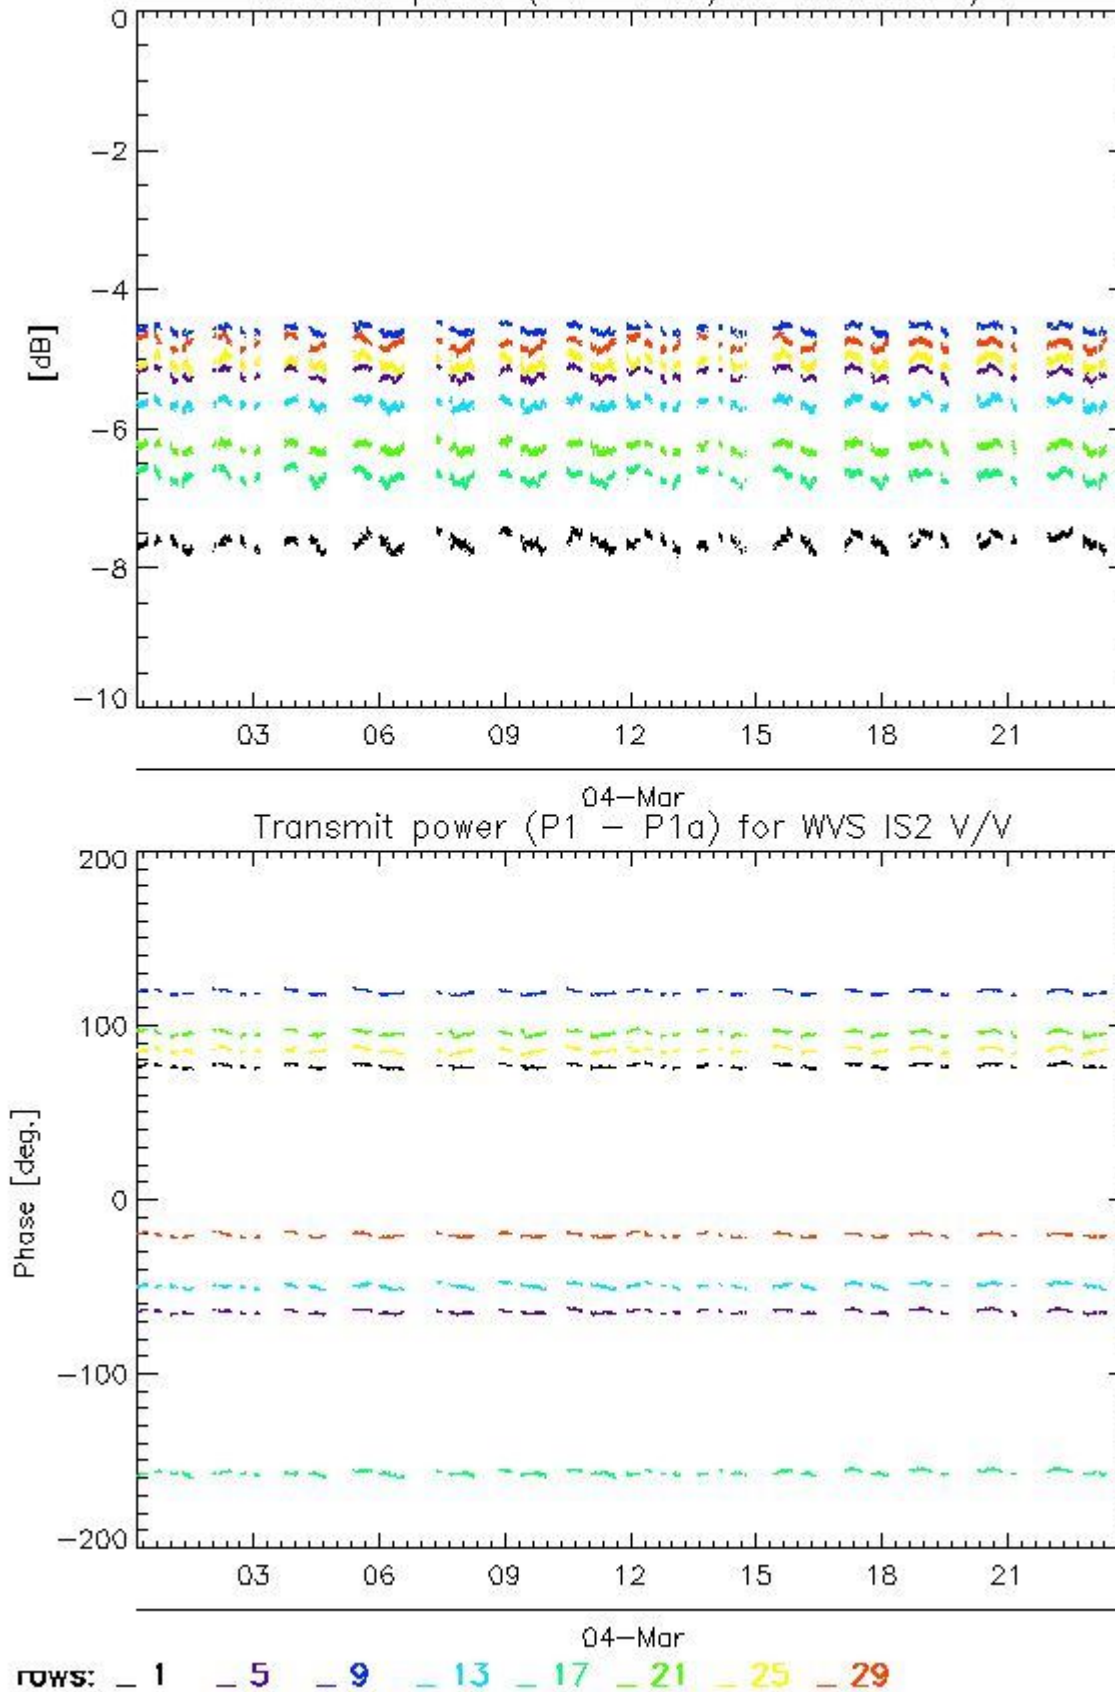 0
-2
-4
[dB]
-6
-8
-10
03 06 09 12 15 18 21
04-Mar
Transmit power (P1 - P1a) for WVS IS2 V/V
200
100
Phase [deg.]
0
-100
-200
03 06 09 12 15 18 21
04-Mar
rows: _ 1 _ 5 _ 9 _ 13 _ 17 _ 21 _ 25 _ 29